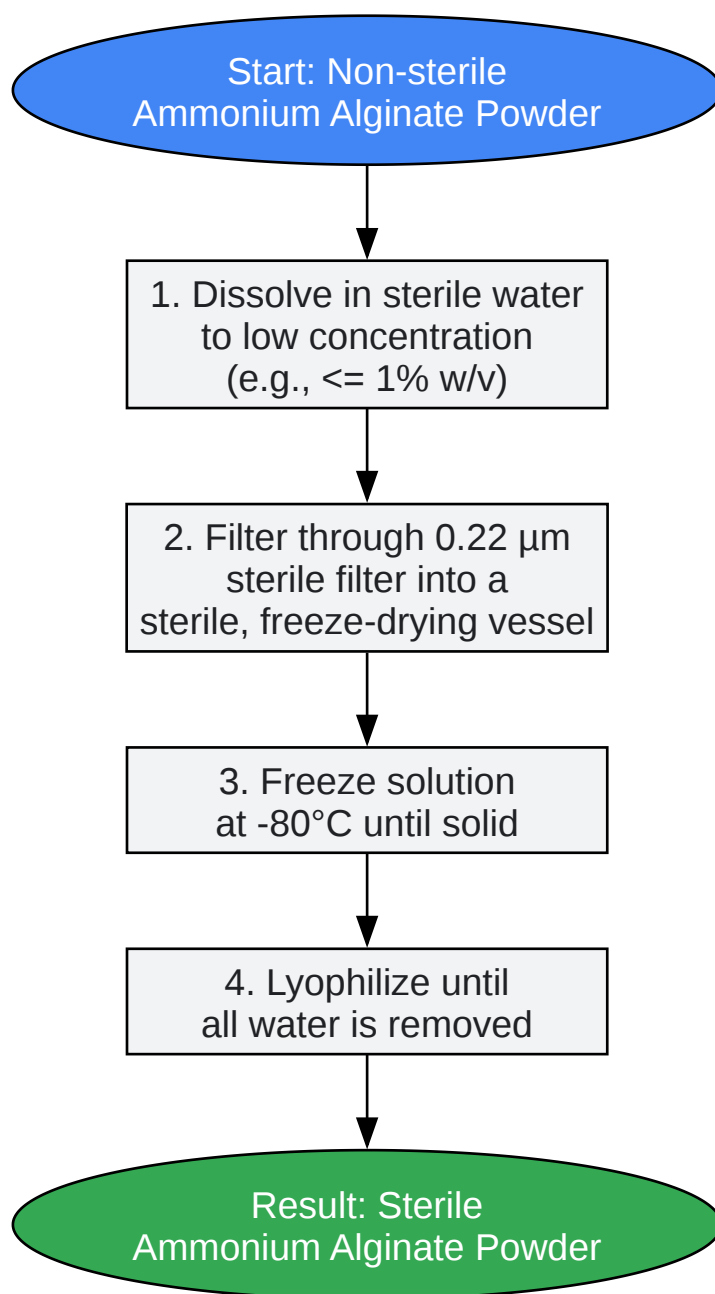 Start: Non-sterile
Ammonium Alginate Powder
1. Dissolve in sterile water
to low concentration
(e.g., <= 1% w/v)
2. Filter through 0.22 µm
sterile filter into a
sterile, freeze-drying vessel
3. Freeze solution
at -80°C until solid
4. Lyophilize until
all water is removed
Result: Sterile
Ammonium Alginate Powder